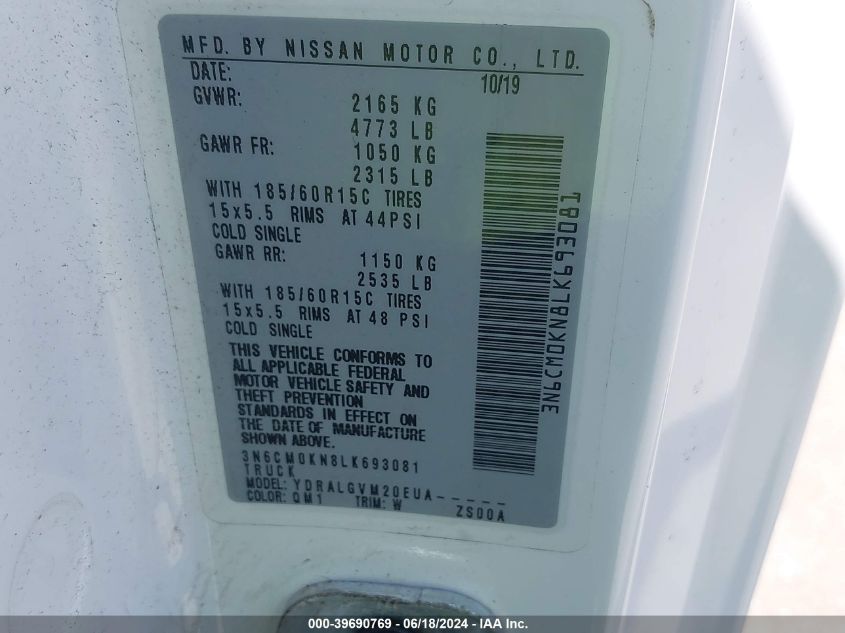 MFD. BY NISSAN MOTOR CO., LTD.
DATE: 10/19
GVWR: 2165 KG
4773 LB
GAWR FR: 1050 KG
2315 LB
WITH 185/60R15C TIRES
15x5.5 RIMS AT 44PSI
COLD SINGLE
GAWR RR: 1150 KG
2535 LB
WITH 185/60R15C TIRES
15x5.5 RIMS AT 48 PSI
COLD SINGLE
THIS VEHICLE CONFORMS TO
ALL APPLICABLE FEDERAL
MOTOR VEHICLE SAFETY AND
THEFT PREVENTION
STANDARDS IN EFFECT ON
THE DATE OF MANUFACTURE
SHOWN ABOVE.
3N6CM0KN8LK693081
TRUCK
MODEL: YDRALGVM20EUA-----
COLOR: QM1 TRIM: W ZS00A
3N6CM0KN8LK693081
000-39690769 - 06/18/2024 - IAA Inc.